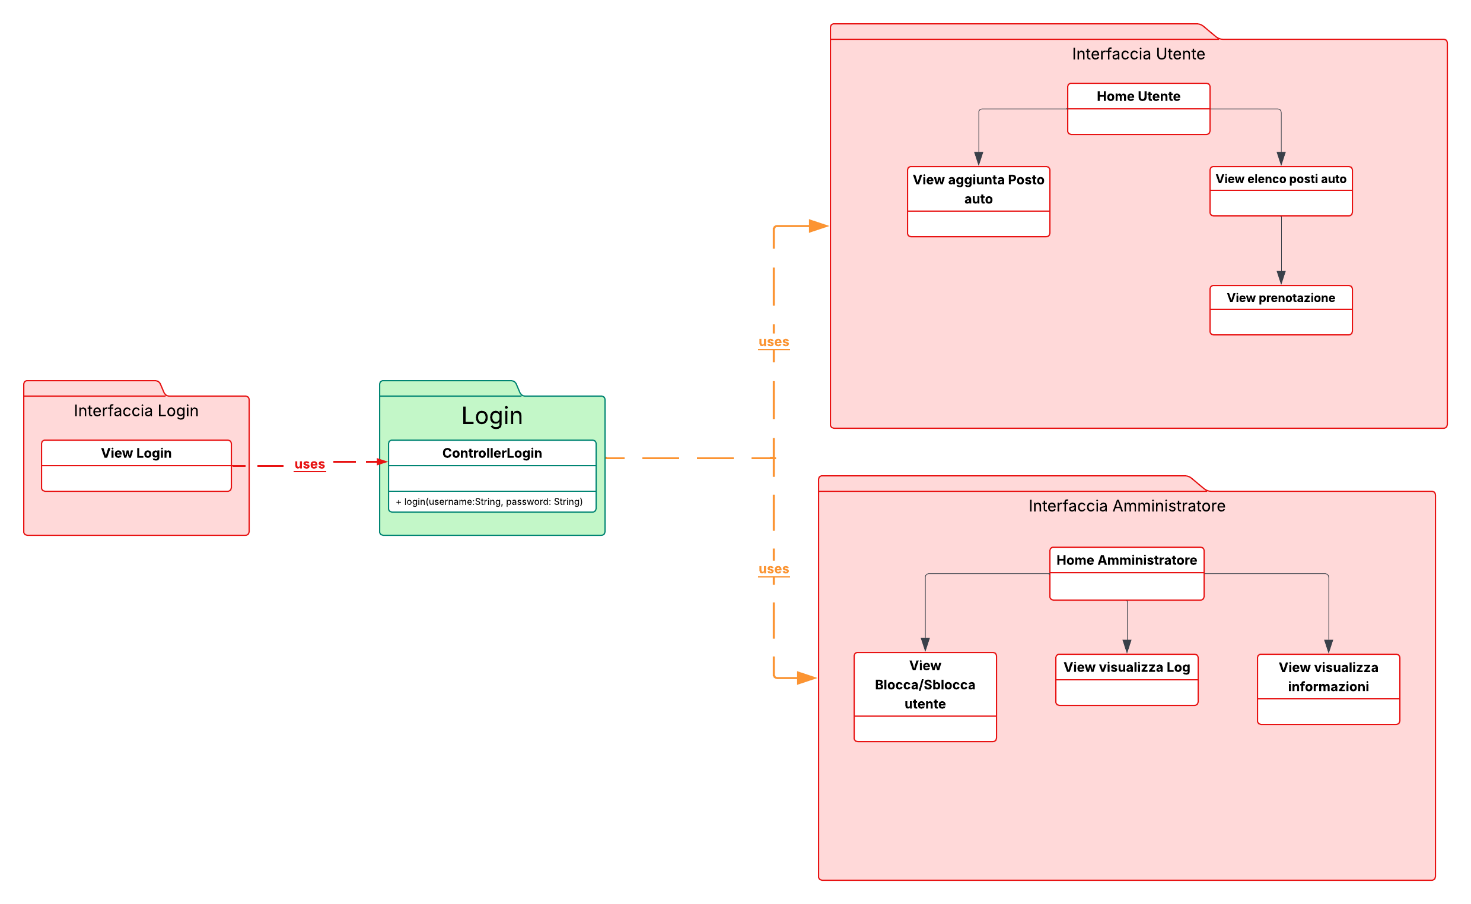 Interfaccia Utente
Home Utente
View aggiunta Posto
auto
View elenco posti auto
View prenotazione
uses
Interfaccia Login
View Login
uses
Login
ControllerLogin
+ login(username:String, password: String)
uses
Interfaccia Amministratore
Home Amministratore
View
Blocca/Sblocca
utente
View visualizza Log
View visualizza
informazioni